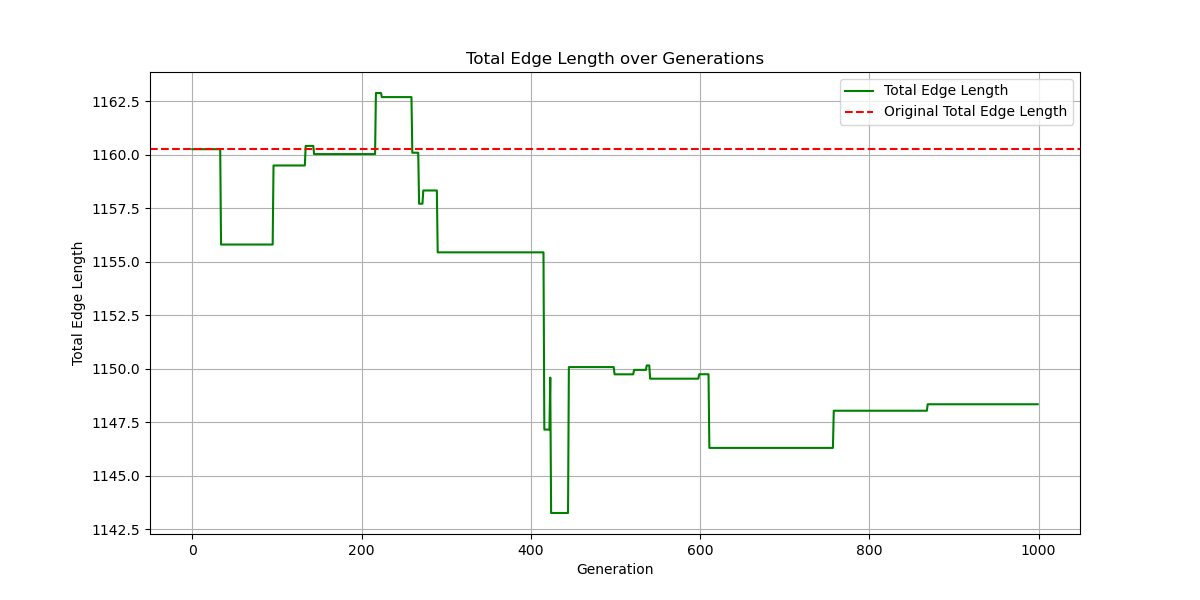 Total Edge Length over Generations
Total Edge Length
Original Total Edge Length
1162.5
1160.0
1157.5
1155.0
1152.5
1150.0
1147.5
1145.0
1142.5
Total Edge Length
0 200 400 600 800 1000
Generation